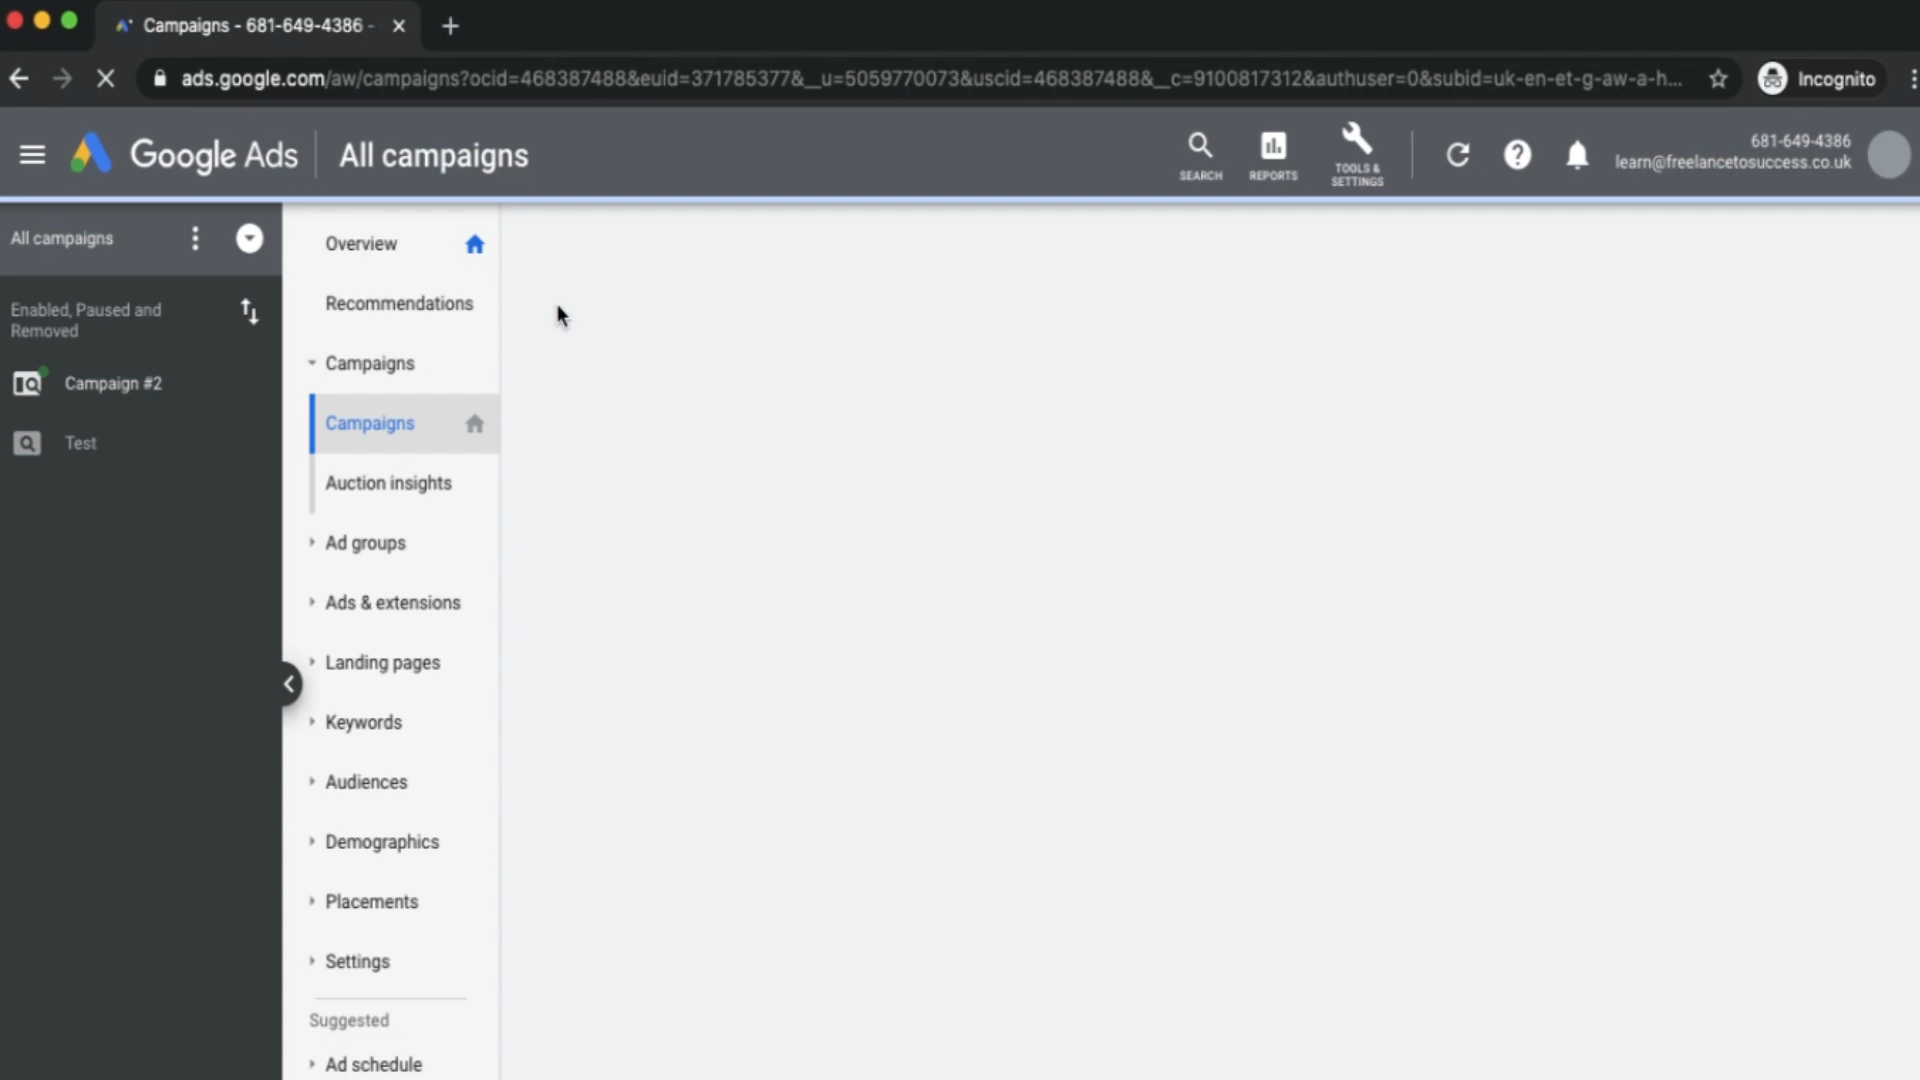 Campaigns - 681-649-4386 -
ads.google.com/aw/campaigns?ocid=468387488&euid=371785377&__u=5059770073&uscid=468387488&__c=9100817312&authuser=0&subid=uk-en-et-g-aw-a-h...
Incognito
Google Ads
All campaigns
SEARCH
REPORTS
TOOLS &
SETTINGS
681-649-4386
learn@freelancetosuccess.co.uk
All campaigns
Enabled, Paused and
Removed
Campaign #2
Test
Overview
Recommendations
Campaigns
Campaigns
Auction insights
Ad groups
Ads & extensions
Landing pages
Keywords
Audiences
Demographics
Placements
Settings
Suggested
Ad schedule